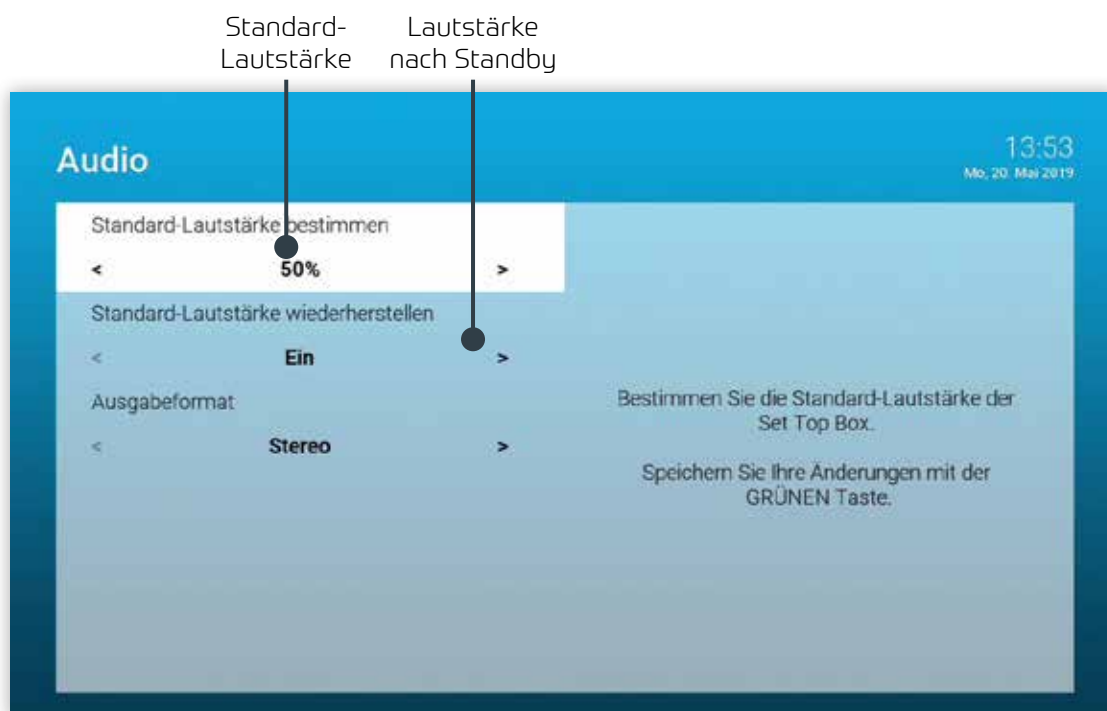 Standard-
Lautstärke
Lautstärke
nach Standby
Audio
13:53
Mo, 20. Mai 2019
Standard-Lautstärke bestimmen
< 50% >
Standard-Lautstärke wiederherstellen
< Ein >
Ausgabeformat
< Stereo >
Bestimmen Sie die Standard-Lautstärke der
Set Top Box.
Speichern Sie Ihre Änderungen mit der
GRÜNEN Taste.